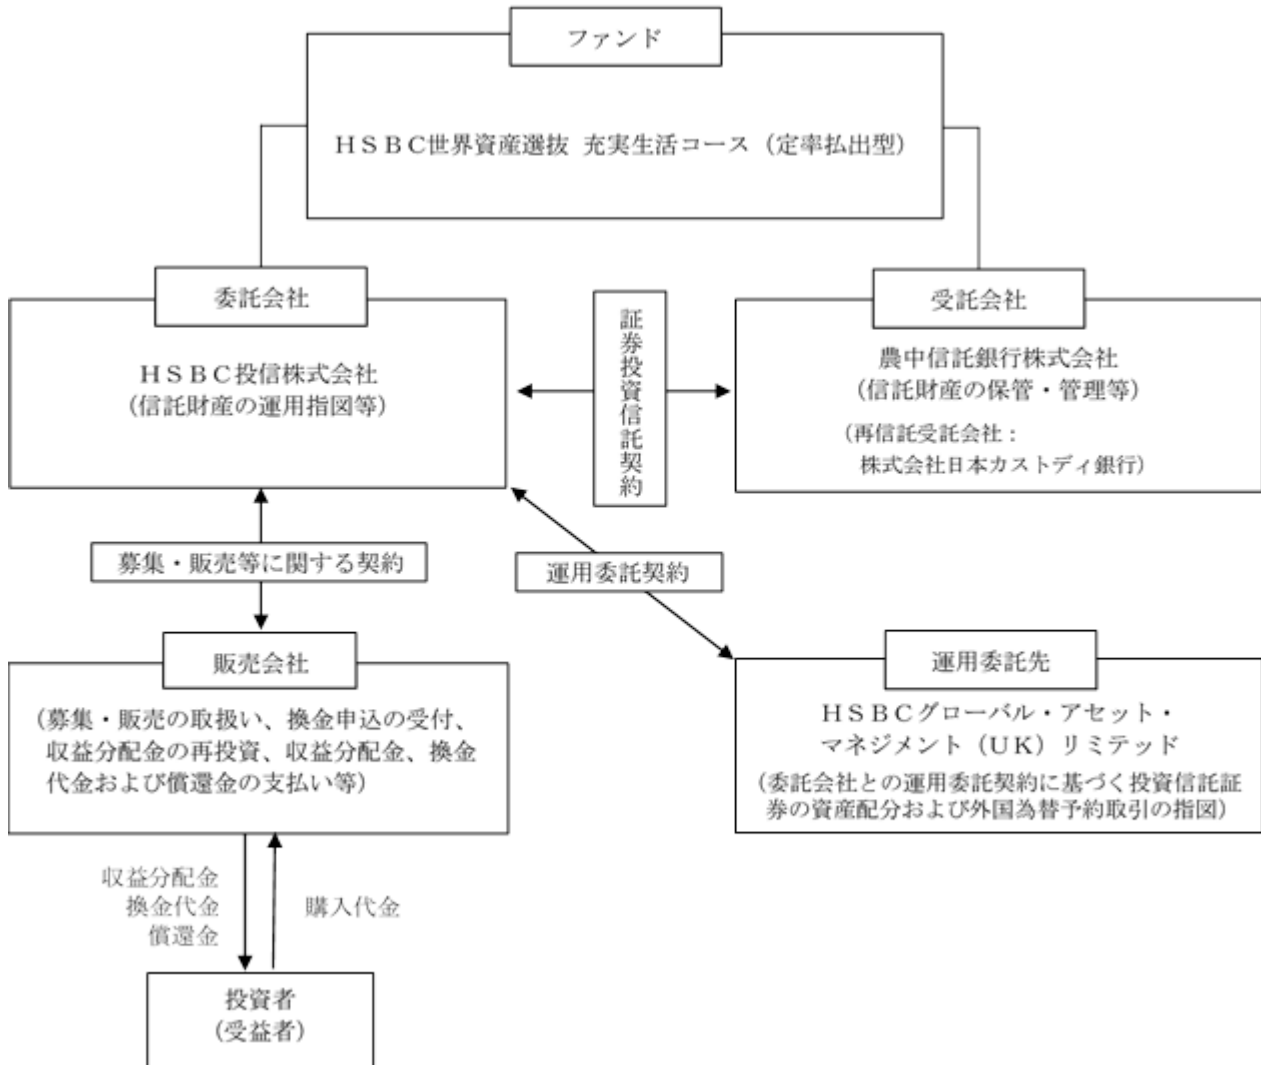 ファンド
HSBC世界資産選抜 充実生活コース(定率払出型)
委託会社
HSBC投信株式会社
(信託財産の運用指図等)
証券投資信託契約
受託会社
農中信託銀行株式会社
(信託財産の保管・管理等)
(再信託受託会社:
株式会社日本カストディ銀行)
募集・販売等に関する契約
運用委託契約
販売会社
(募集・販売の取扱い、換金申込の受付、
収益分配金の再投資、収益分配金、換金
代金および償還金の支払い等)
運用委託先
HSBCグローバル・アセット・
マネジメント(UK)リミテッド
(委託会社との運用委託契約に基づく投資信託証
券の資産配分および外国為替予約取引の指図)
収益分配金
換金代金
償還金
購入代金
投資者
(受益者)